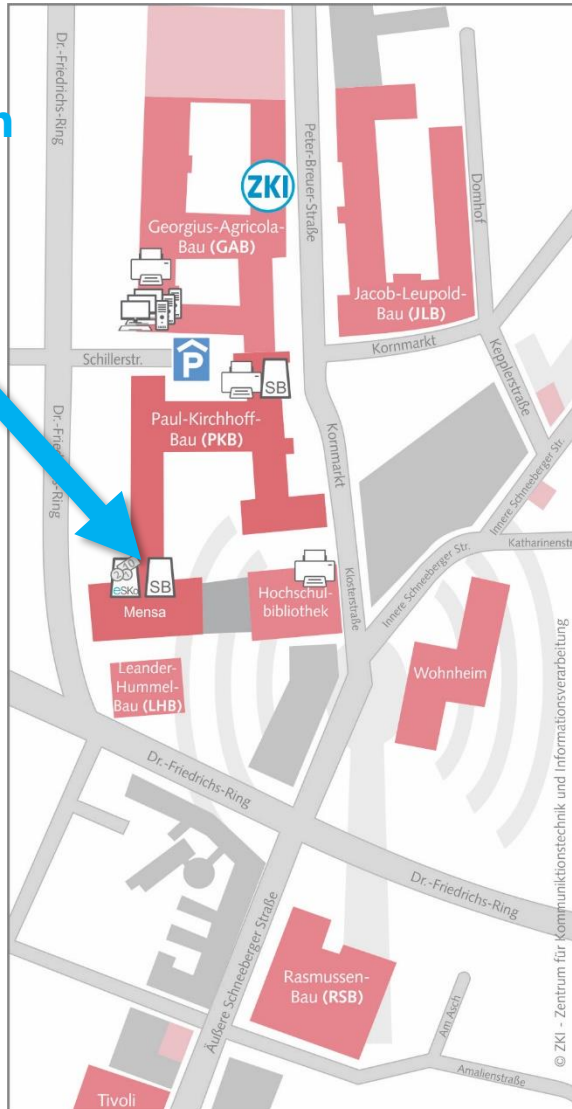 n
Dr.-Friedrichs-Ring
Peter-Breuer-Straße
ZKI
Domhof
Georgius-Agricola-
Bau (GAB)
Jacob-Leupold-
Bau (JLB)
Kornmarkt
Schillerstr.
P
SB
Kepplerstraße
Dr.-Friedrichs-Ring
Paul-Kirchhoff-
Bau (PKB)
Kornmarkt
Innere Schneeberger Str.
Katharinenstr
eSKa
SB
Mensa
Hochschul-
bibliothek
Klosterstraße
Innere Schneeberger Str.
Leander-
Hummel-
Bau (LHB)
Wohnheim
Dr.-Friedrichs-Ring
Dr.-Friedrichs-Ring
Äußere Schneeberger Straße
Rasmussen-
Bau (RSB)
Am Asch
Amalienstraße
Tivoli
© ZKI - Zentrum für Kommuniktionstechnik und Informationsverarbeitung